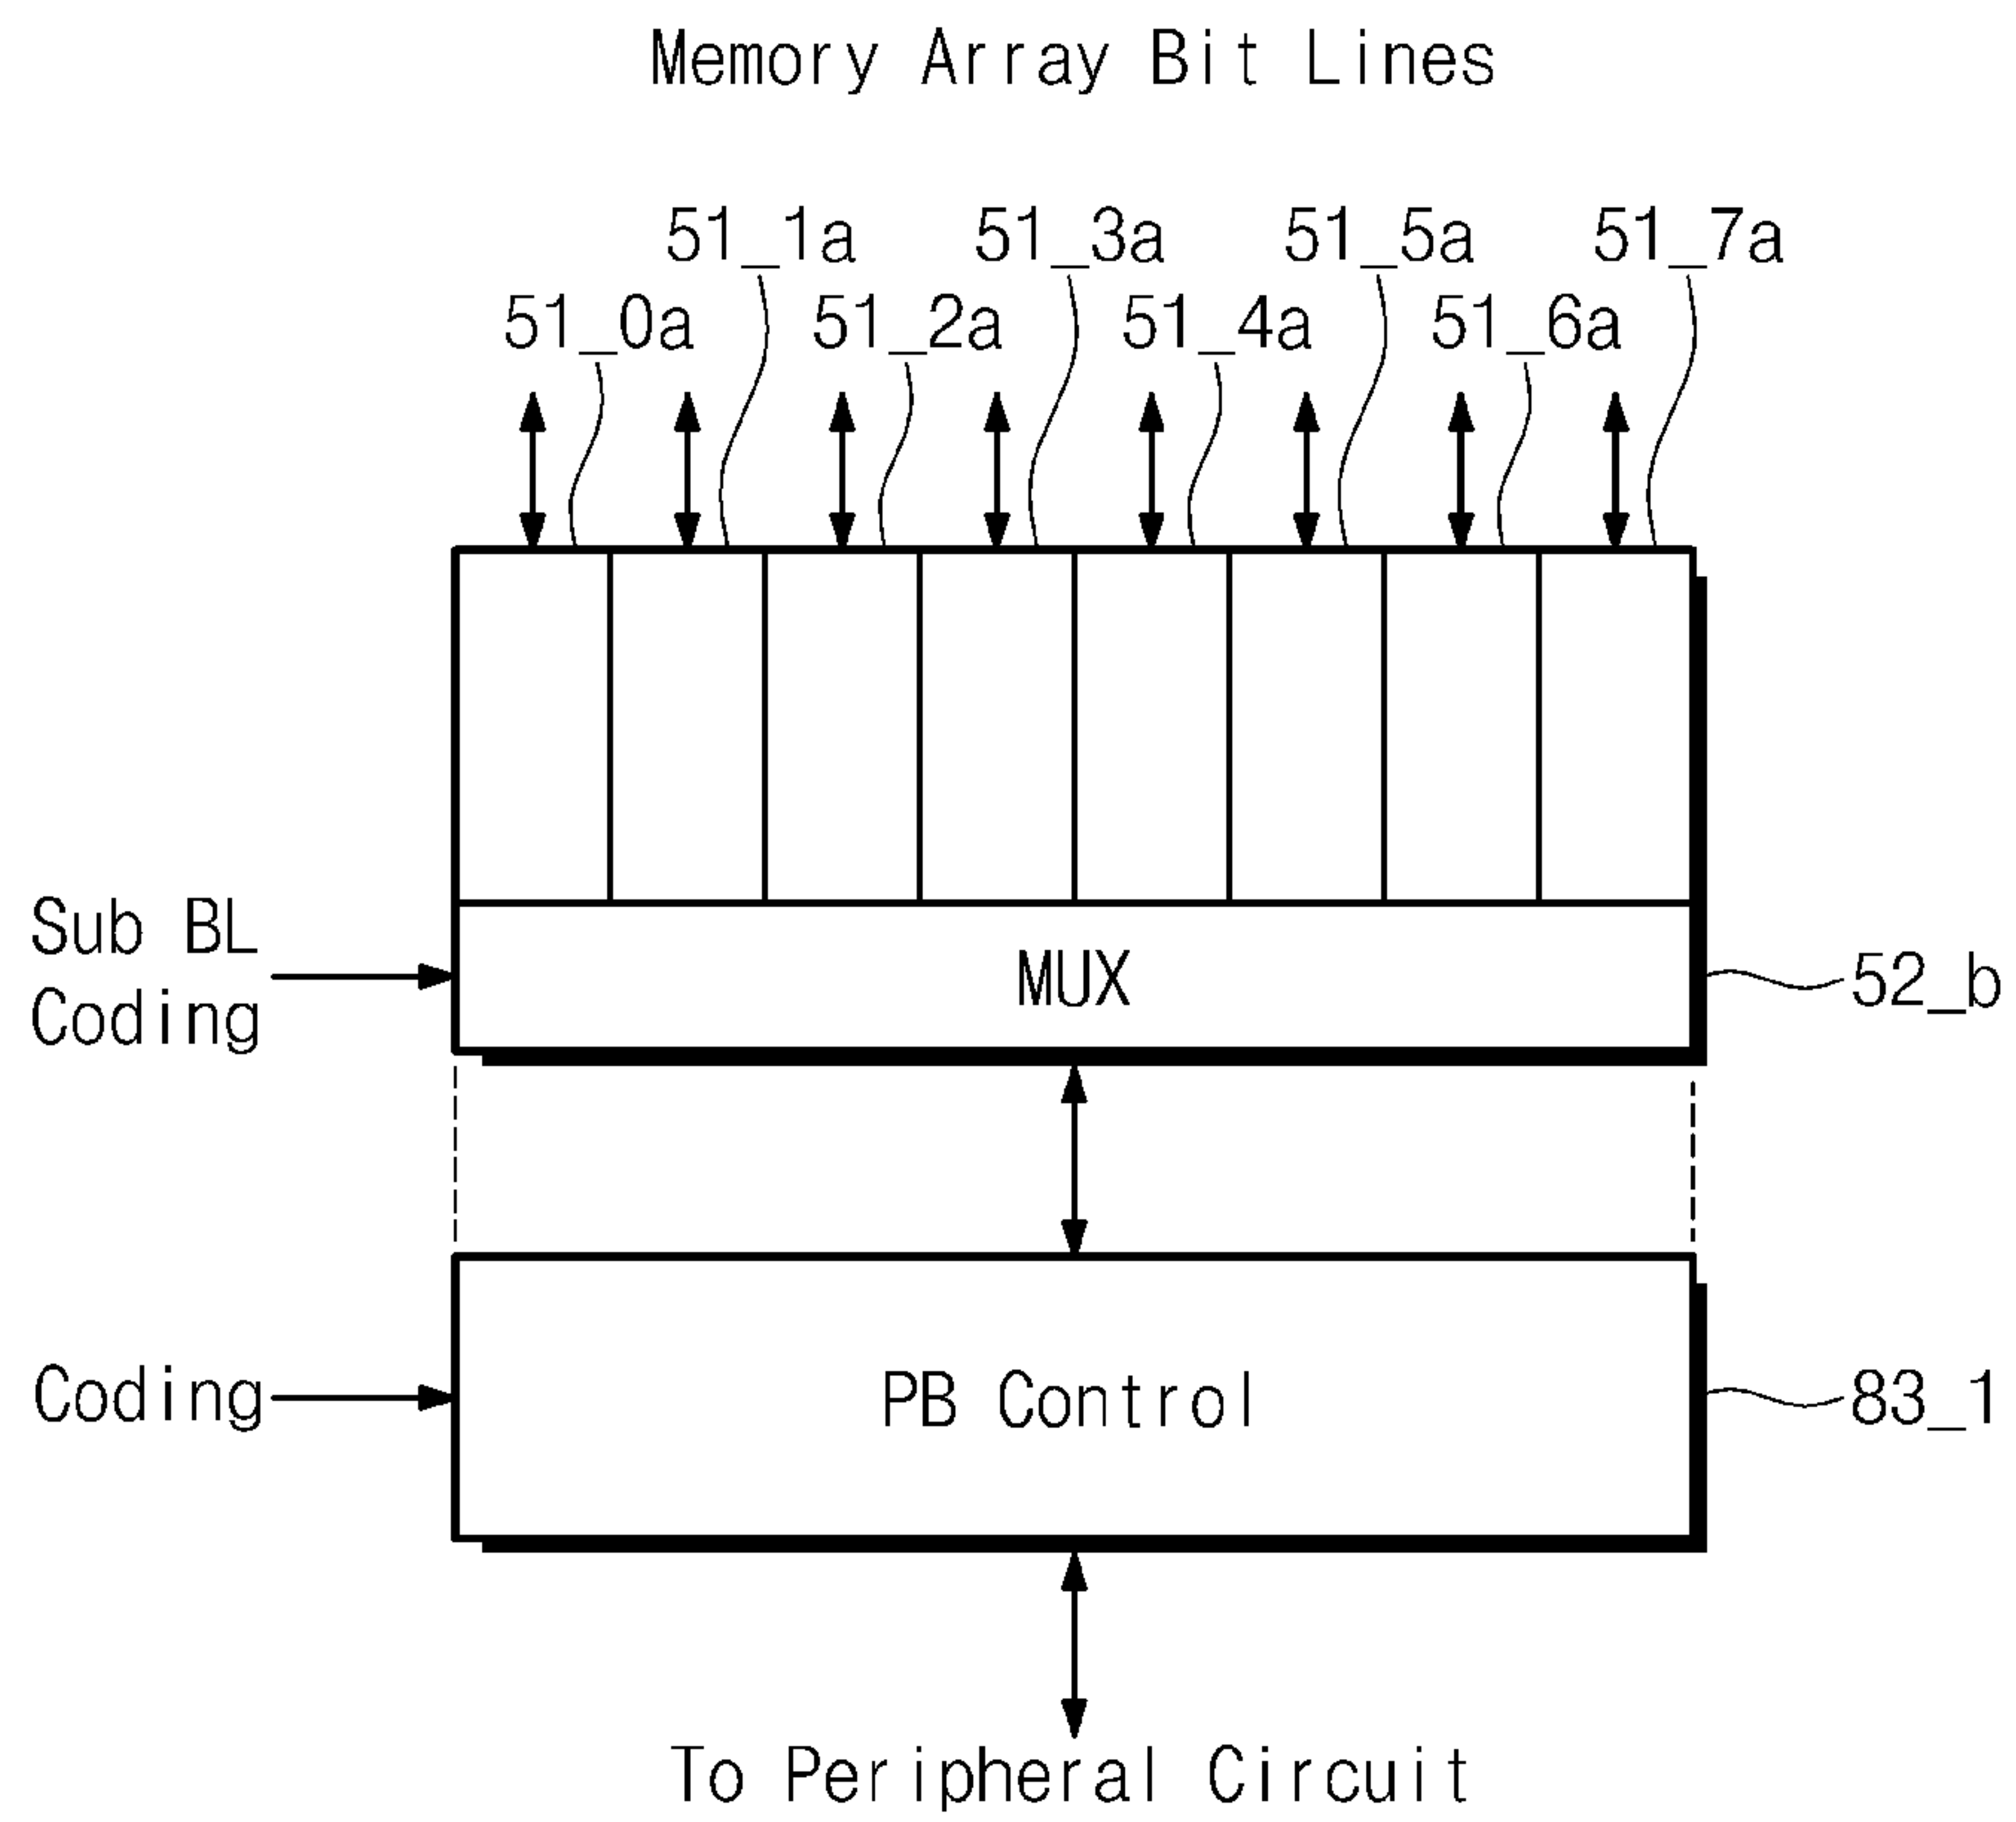 Memory Array Bit Lines
51_1a 51_3a 51_5a 51_7a
51_0a 51_2a 51_4a 51_6a
Sub BL
Coding
MUX
52_b
Coding
PB Control
83_1
To Peripheral Circuit